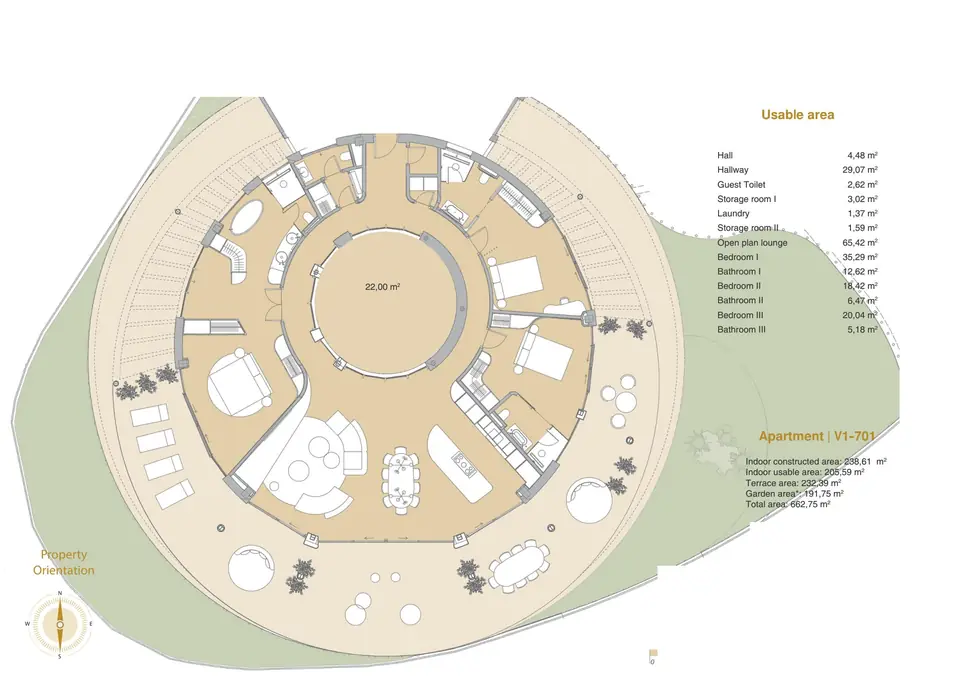 Usable area
Hall 4,48 m²
Hallway 29,07 m²
Guest Toilet 2,62 m²
Storage room I 3,02 m²
Laundry 1,37 m²
Storage room II 1,59 m²
Open plan lounge 65,42 m²
Bedroom I 35,29 m²
Bathroom I 12,62 m²
Bedroom II 18,42 m²
Bathroom II 6,47 m²
Bedroom III 20,04 m²
Bathroom III 5,18 m²
22,00 m²
Apartment | V1-701
Indoor constructed area: 238,61 m²
Indoor usable area: 205,59 m²
Terrace area: 232,39 m²
Garden area*: 191,75 m²
Total area: 662,75 m²
Property
Orientation
N
W E
S
0